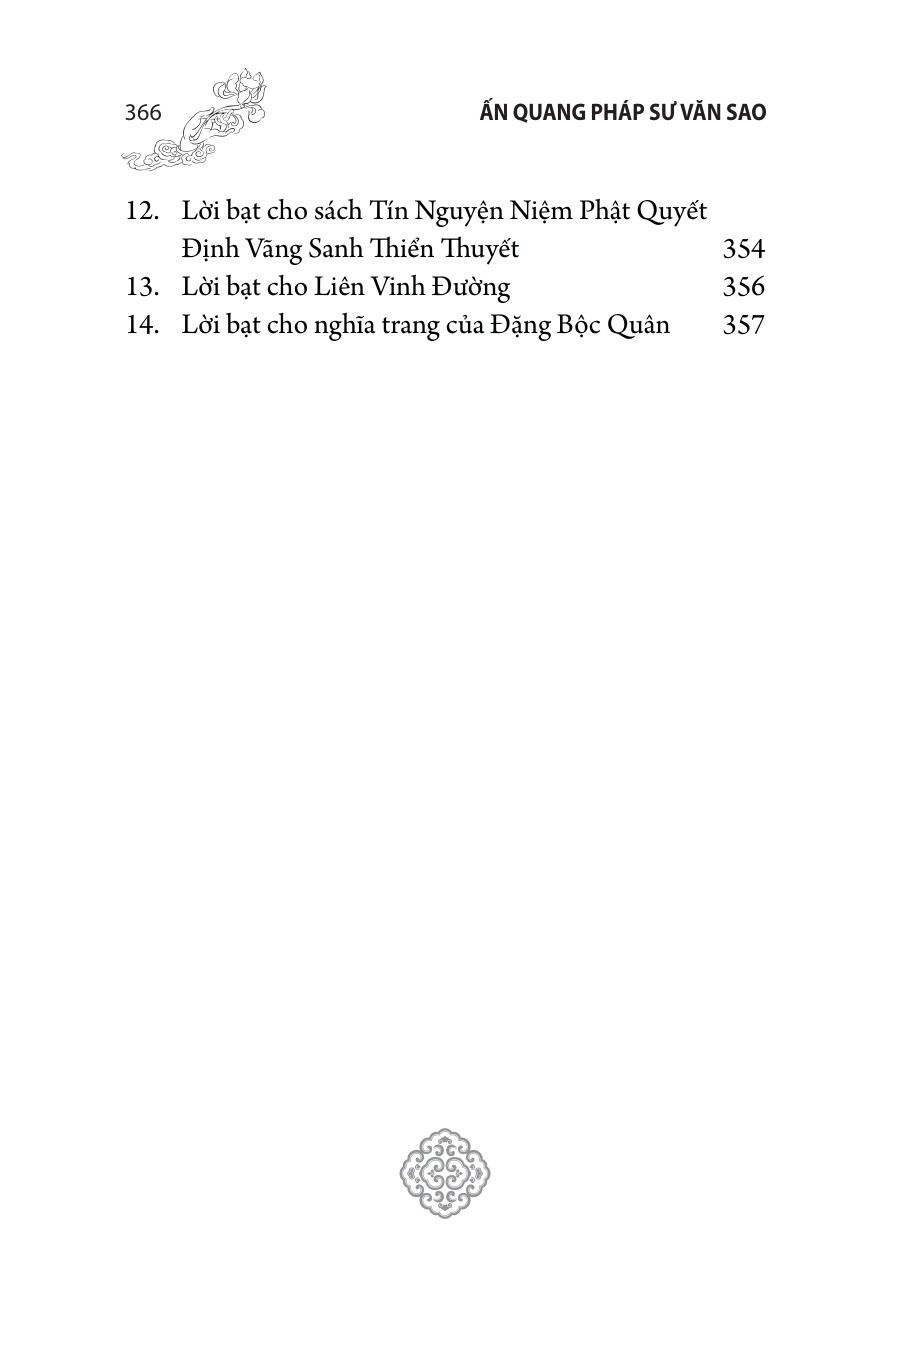 366
ẤN QUANG PHÁP SƯ VĂN SAO
12. Lời bạt cho sách Tín Nguyện Niệm Phật Quyết
Định Vãng Sanh Thiển Thuyết 354
13. Lời bạt cho Liên Vinh Đường 356
14. Lời bạt cho nghĩa trang của Đặng Bộc Quân 357